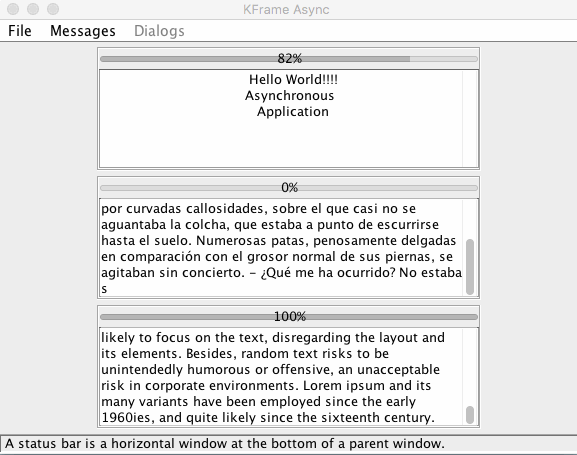 KFrame Async
File Messages Dialogs
82%
Hello World!!!!
Asynchronous
Application
0%
por curvadas callosidades, sobre el que casi no se
aguantaba la colcha, que estaba a punto de escurrirse
hasta el suelo. Numerosas patas, penosamente delgadas
en comparación con el grosor normal de sus piernas, se
agitaban sin concierto. - ¿Qué me ha ocurrido? No estaba
s
100%
likely to focus on the text, disregarding the layout and
its elements. Besides, random text risks to be
unintendedly humorous or offensive, an unacceptable
risk in corporate environments. Lorem ipsum and its
many variants have been employed since the early
1960ies, and quite likely since the sixteenth century.
A status bar is a horizontal window at the bottom of a parent window.